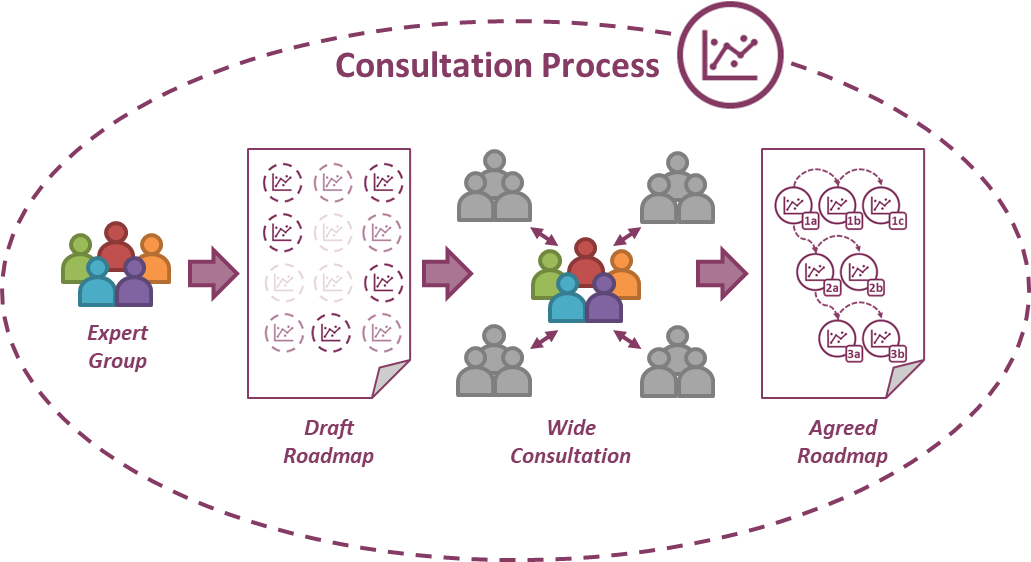 Consultation Process
Expert
Group
Draft
Roadmap
Wide
Consultation
Agreed
Roadmap
1a
1b
1c
2a
2b
3a
3b